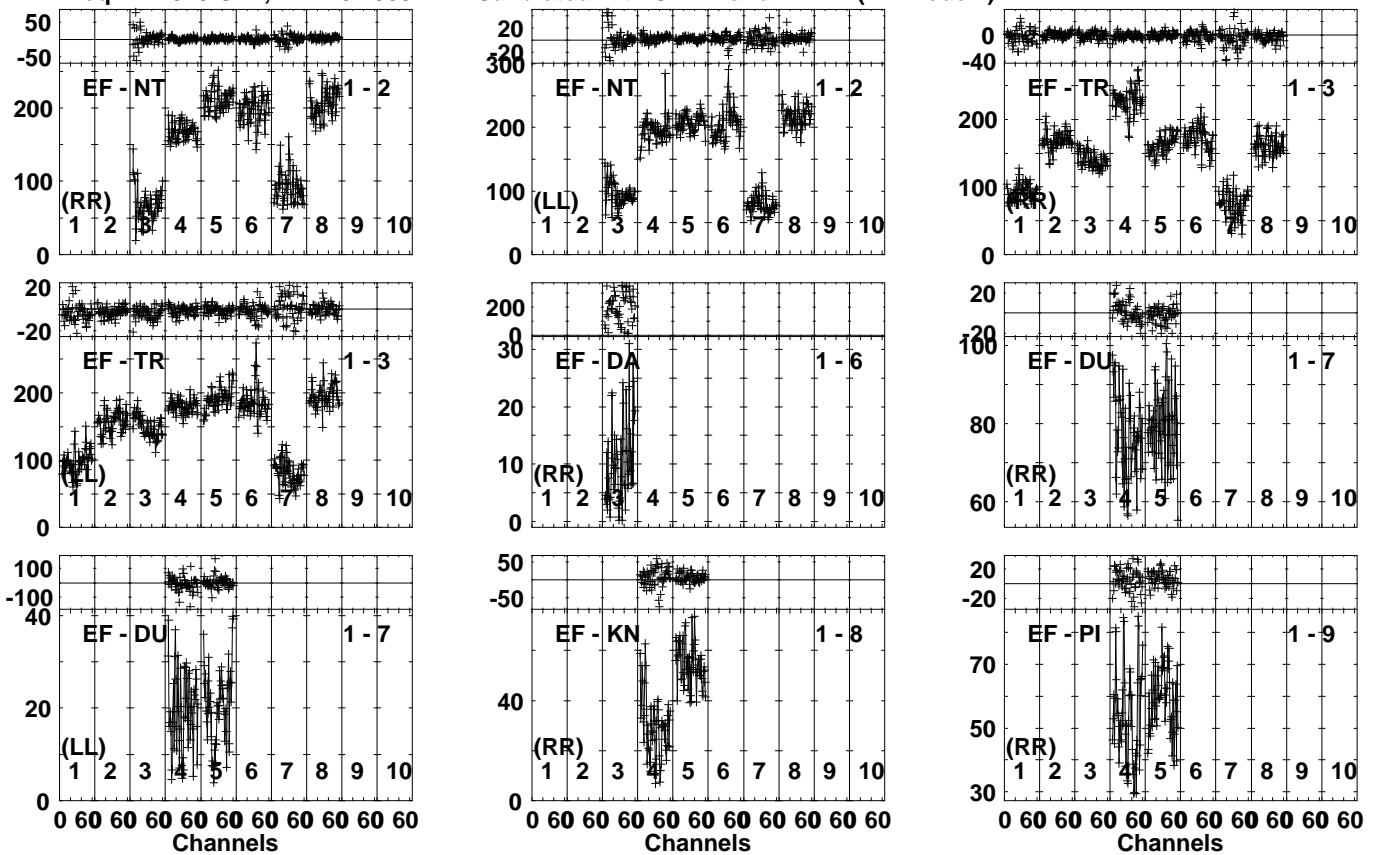 50
-50
EF - NT 1 - 2
200
100
0
(RR)
1 2 3 4 5 6 7 8 9 10
20
-20
300
EF - NT 1 - 2
200
100
0
(LL)
1 2 3 4 5 6 7 8 9 10
0
-40
EF - TR 1 - 3
200
100
0
(RR)
1 2 3 4 5 6 7 8 9 10
20
-20
EF - TR 1 - 3
200
100
0
(LL)
1 2 3 4 5 6 7 8 9 10
200
0
30
EF - DA 1 - 6
20
10
0
(RR)
1 2 3 4 5 6 7 8 9 10
20
-20
100
EF - DU 1 - 7
80
60
(RR)
1 2 3 4 5 6 7 8 9 10
100
-100
40
EF - DU 1 - 7
20
0
(LL)
1 2 3 4 5 6 7 8 9 10
0 60 60 60 60 60 60 60 60 60 60
Channels
50
-50
EF - KN 1 - 8
40
0
(RR)
1 2 3 4 5 6 7 8 9 10
0 60 60 60 60 60 60 60 60 60 60
Channels
20
-20
EF - PI 1 - 9
70
50
30
(RR)
1 2 3 4 5 6 7 8 9 10
0 60 60 60 60 60 60 60 60 60 60
Channels